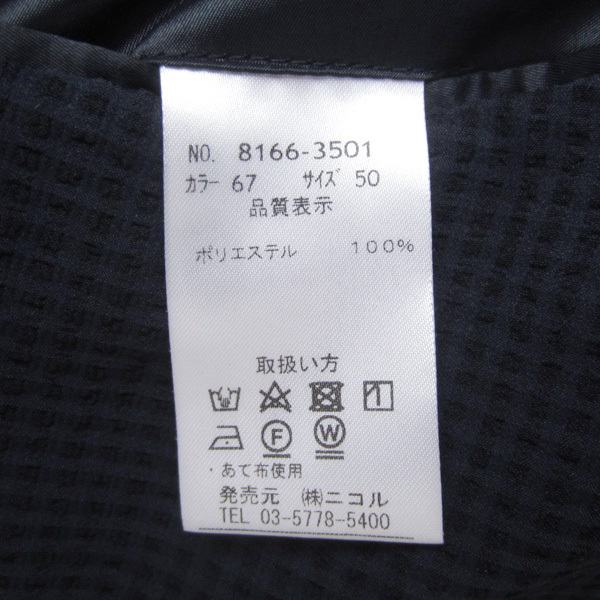 NO. 8166-3501
カラー 67 サイズ 50
品質表示
ポリエステル 100%
取扱い方
F W
・あて布使用
発売元 (株)ニコル
TEL 03-5778-5400